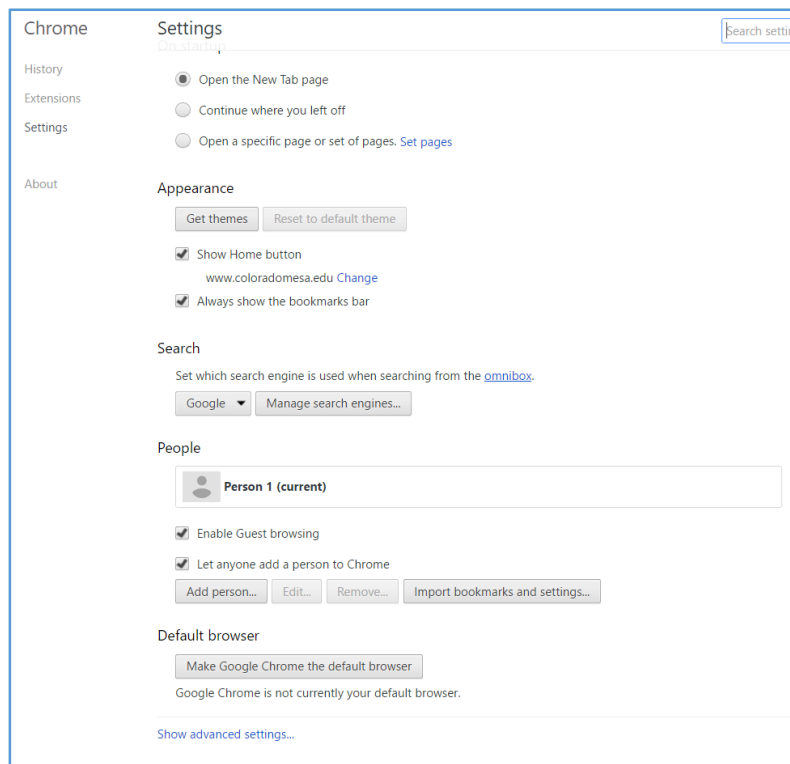 Chrome
Settings
Search setti
On startup
History
Extensions
Settings
About
Open the New Tab page
Continue where you left off
Open a specific page or set of pages. Set pages
Appearance
Get themes Reset to default theme
Show Home button
www.coloradomesa.edu Change
Always show the bookmarks bar
Search
Set which search engine is used when searching from the omnibox.
Google Manage search engines...
People
Person 1 (current)
Enable Guest browsing
Let anyone add a person to Chrome
Add person... Edit... Remove... Import bookmarks and settings...
Default browser
Make Google Chrome the default browser
Google Chrome is not currently your default browser.
Show advanced settings...